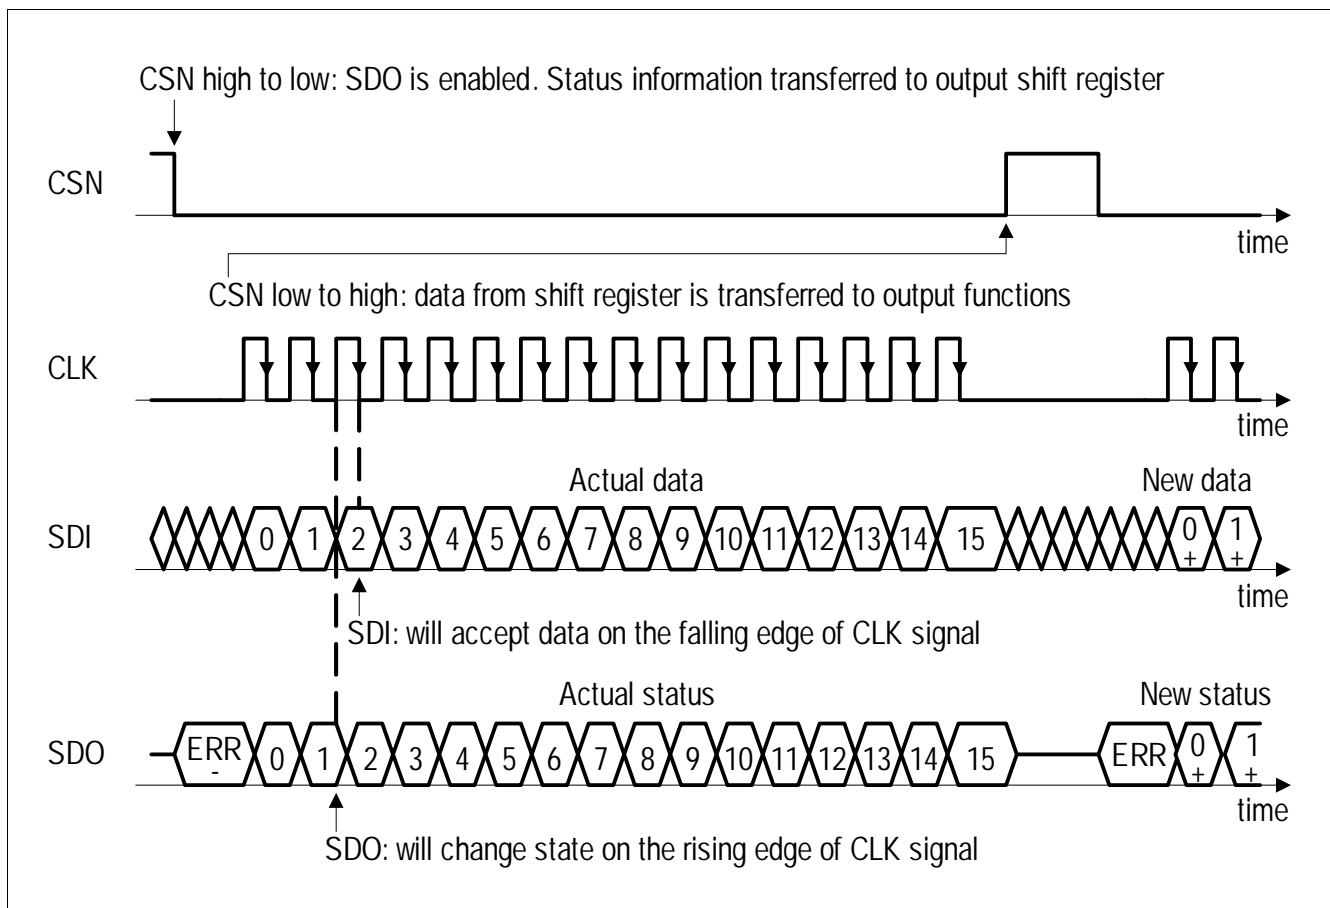 CSN high to low: SDO is enabled. Status information transferred to output shift register
CSN
time
CSN low to high: data from shift register is transferred to output functions
CLK
time
Actual data
New data
SDI
0 1 2 3 4 5 6 7 8 9 10 11 12 13 14 15 0 1
+ +
time
SDI: will accept data on the falling edge of CLK signal
Actual status
New status
SDO
ERR 0 1 2 3 4 5 6 7 8 9 10 11 12 13 14 15 ERR 0 1
- + +
time
SDO: will change state on the rising edge of CLK signal